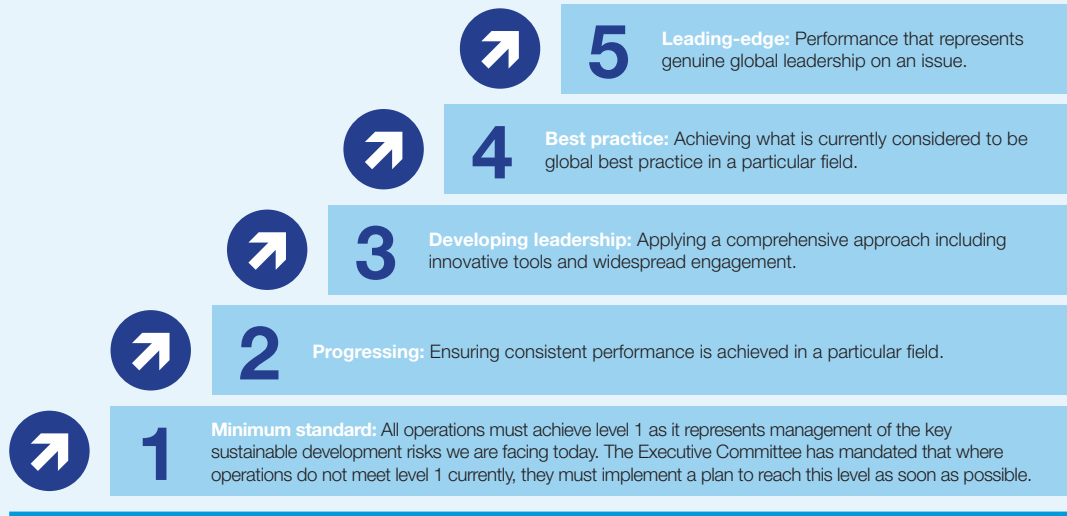 5
Leading-edge: Performance that represents
genuine global leadership on an issue.
4
Best practice: Achieving what is currently considered to be
global best practice in a particular field.
3
Developing leadership: Applying a comprehensive approach including
innovative tools and widespread engagement.
2
Progressing: Ensuring consistent performance is achieved in a particular field.
1
Minimum standard: All operations must achieve level 1 as it represents management of the key
sustainable development risks we are facing today. The Executive Committee has mandated that where
operations do not meet level 1 currently, they must implement a plan to reach this level as soon as possible.